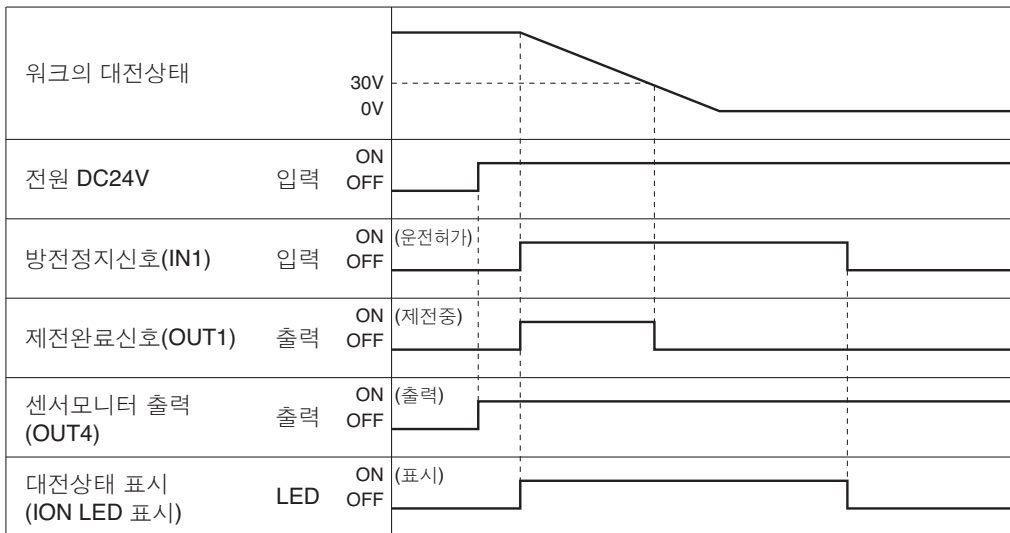 워크의 대전상태
30V
0V
전원 DC24V 입력 ON
OFF
방전정지신호(IN1) 입력 ON (운전허가)
OFF
제전완료신호(OUT1) 출력 ON (제전중)
OFF
센서모니터 출력
(OUT4) 출력 ON (출력)
OFF
대전상태 표시
(ION LED 표시) LED ON (표시)
OFF